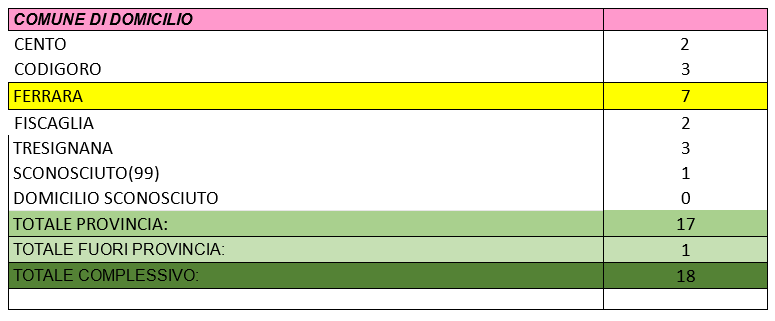 COMUNE DI DOMICILIO
CENTO 2
CODIGORO 3
FERRARA 7
FISCAGLIA 2
TRESIGNANA 3
SCONOSCIUTO(99) 1
DOMICILIO SCONOSCIUTO 0
TOTALE PROVINCIA: 17
TOTALE FUORI PROVINCIA: 1
TOTALE COMPLESSIVO: 18